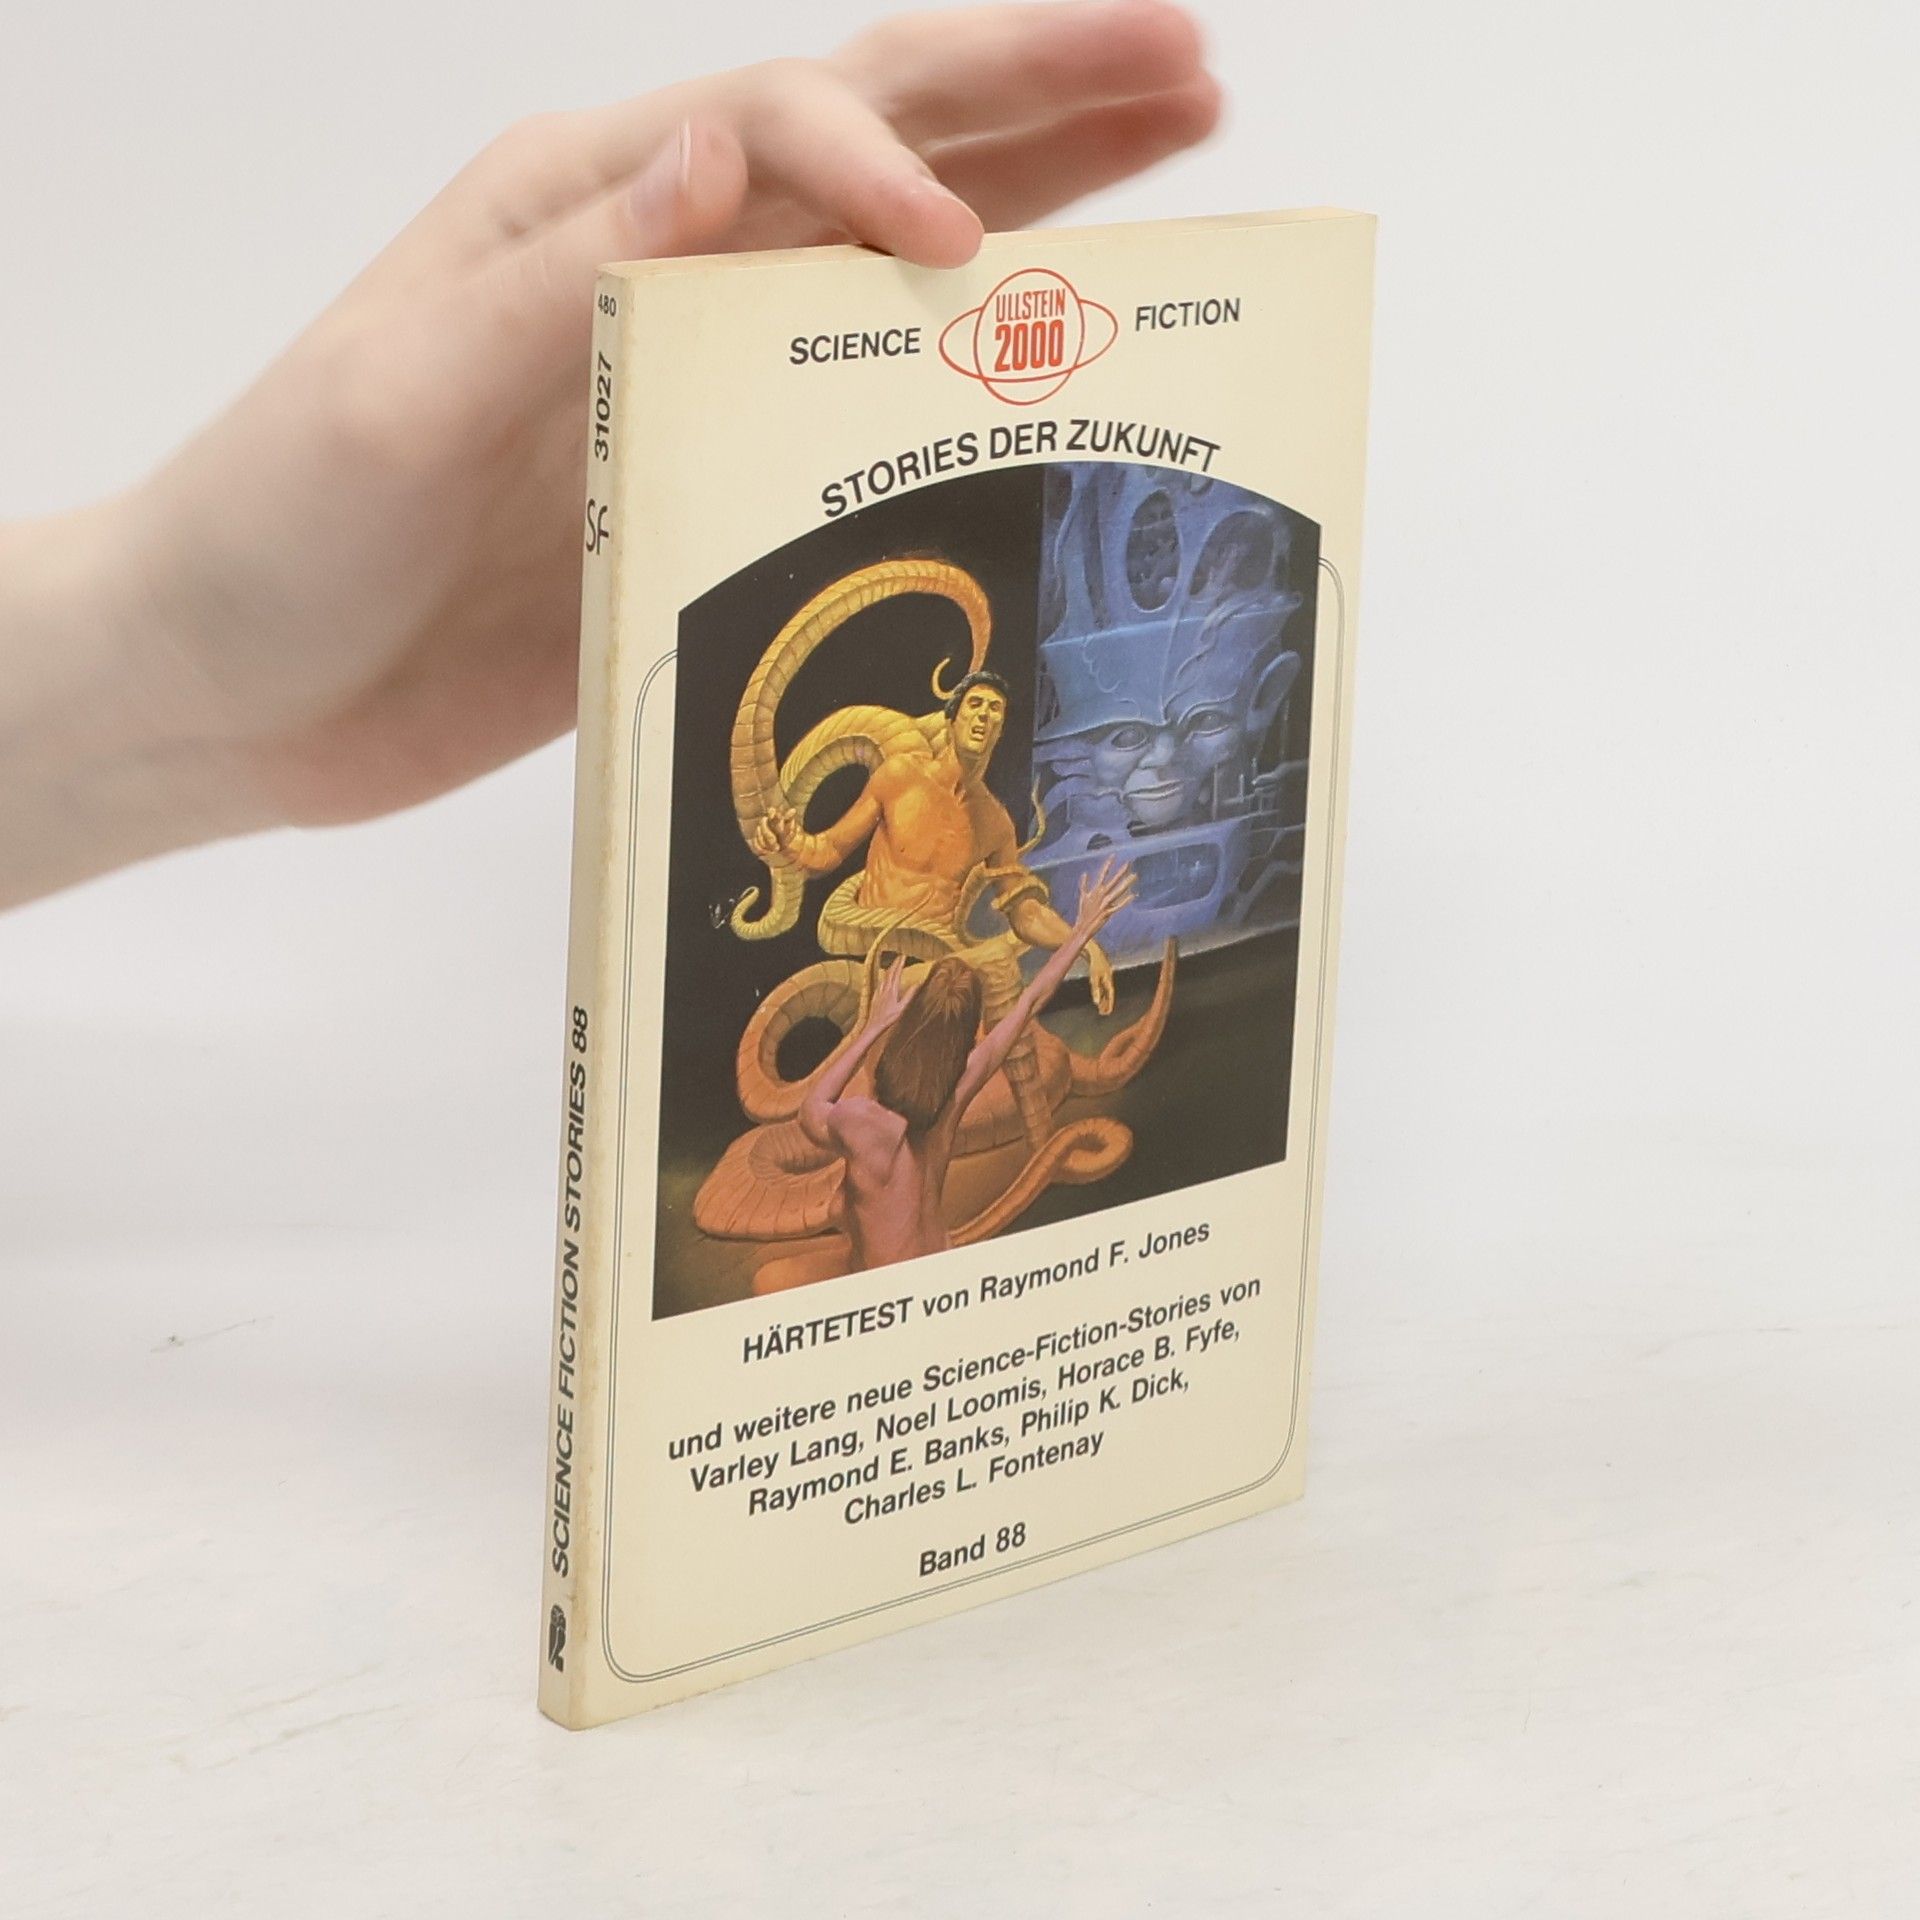 SCIENCE ULLSTEIN 2000 FICTION
STORIES DER ZUKUNFT
HÄRTETEST von Raymond F. Jones
und weitere neue Science-Fiction-Stories von
Varley Lang, Noel Loomis, Horace B. Fyfe,
Raymond E. Banks, Philip K. Dick,
Charles L. Fontenay
Band 88
480
31027
SF
SCIENCE FICTION STORIES 88